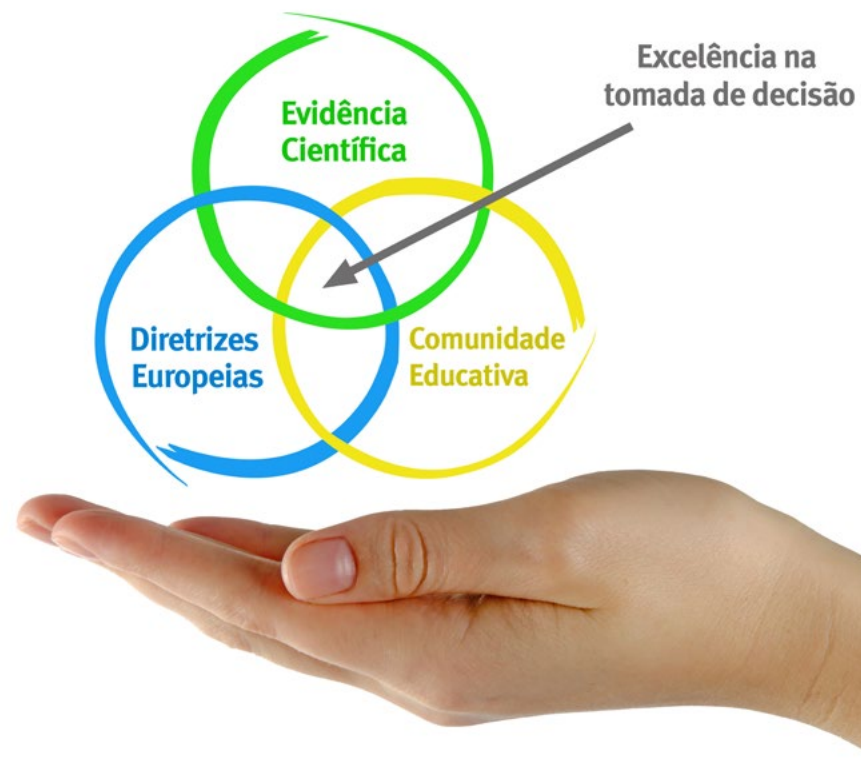 Excelência na
tomada de decisão
Evidência
Científica
Diretrizes
Europeias
Comunidade
Educativa